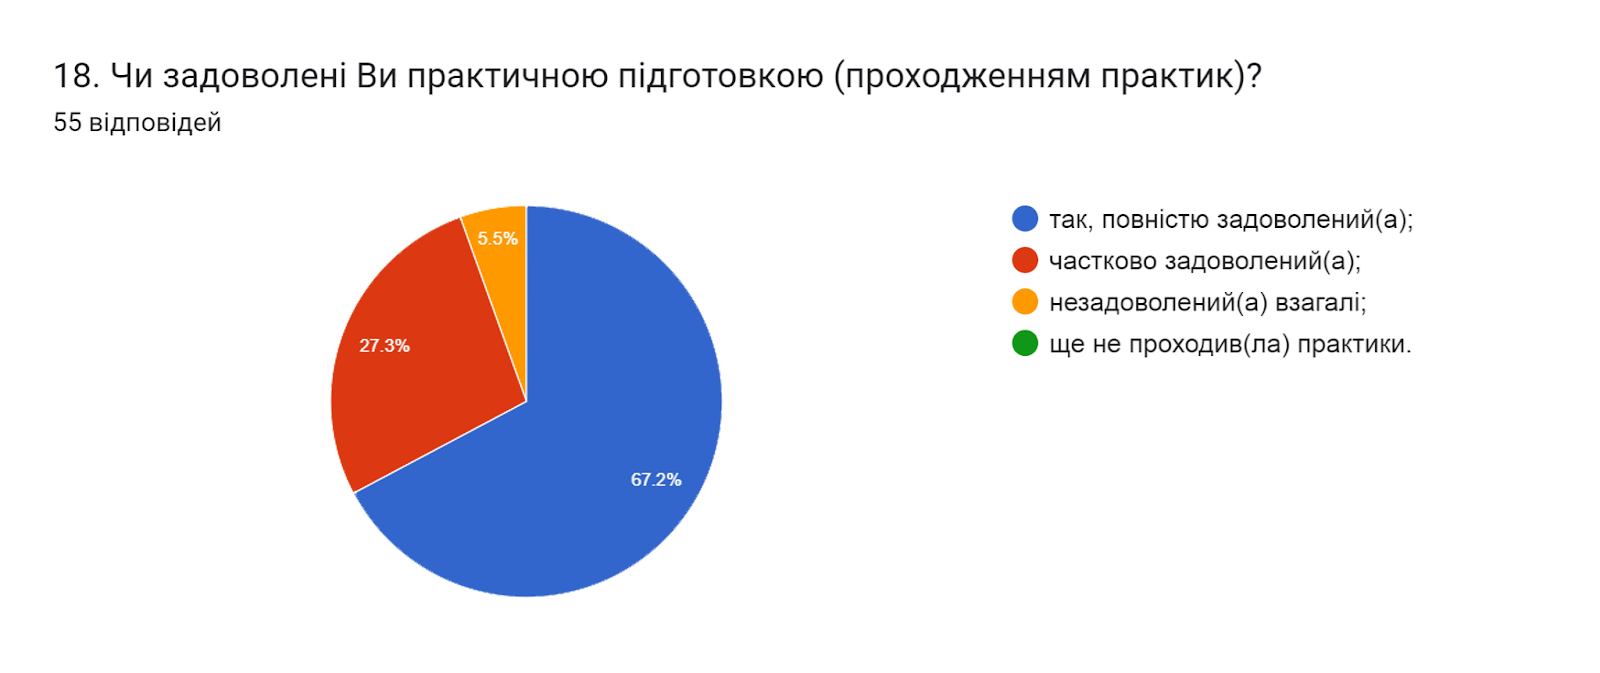 18. Чи задоволені Ви практичною підготовкою (проходженням практик)?
55 відповідей
5.5%
27.3%
67.2%
так, повністю задоволений(а);
частково задоволений(а);
незадоволений(а) взагалі;
ще не проходив(ла) практики.